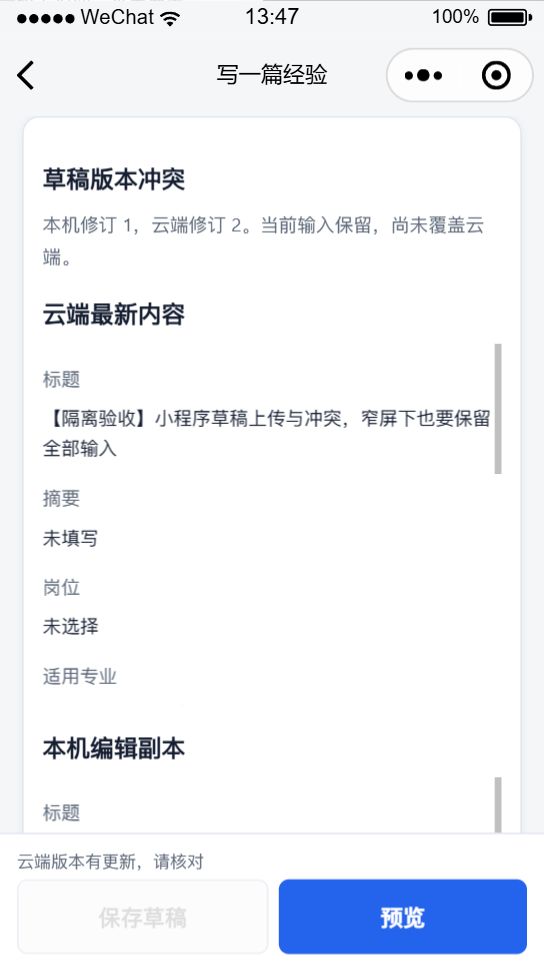 WeChat
13:47
100%
写一篇经验
草稿版本冲突
本机修订 1，云端修订 2。当前输入保留，尚未覆盖云
端。
云端最新内容
标题
【隔离验收】小程序草稿上传与冲突，窄屏下也要保留
全部输入
摘要
未填写
岗位
未选择
适用专业
本机编辑副本
标题
云端版本有更新，请核对
保存草稿
预览